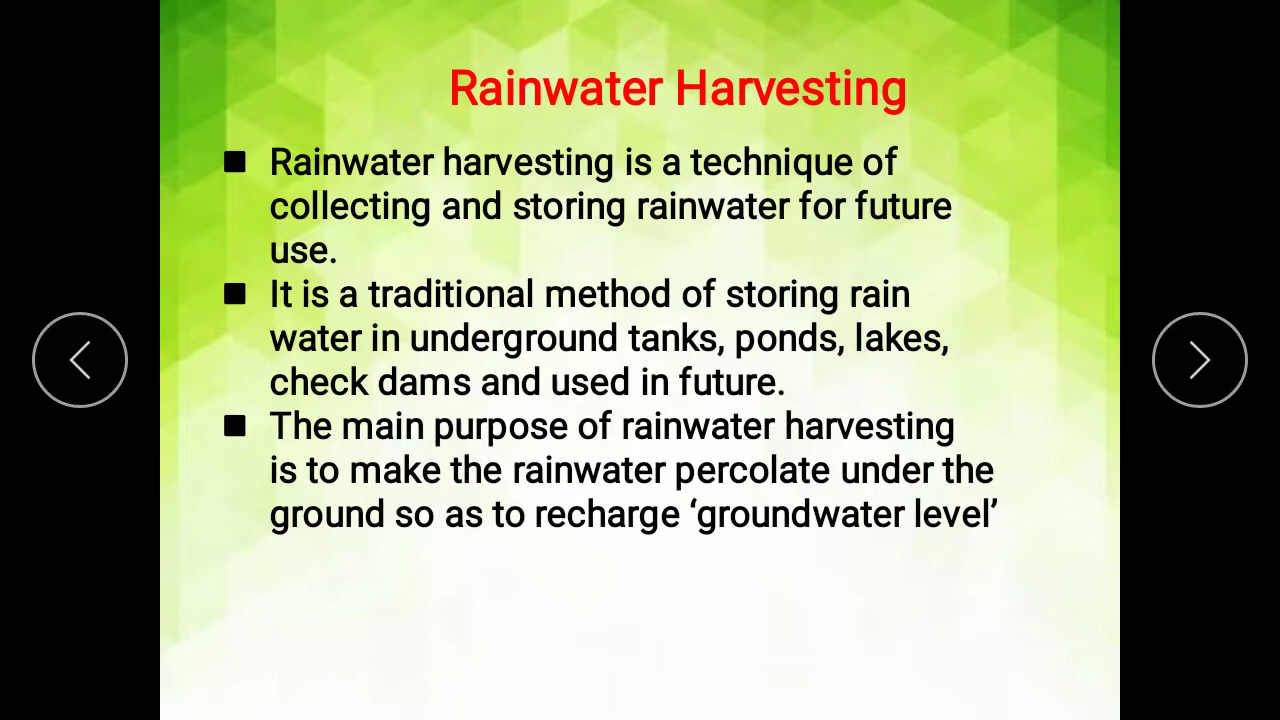 Rainwater Harvesting
■ Rainwater harvesting is a technique of
collecting and storing rainwater for future
use.
■ It is a traditional method of storing rain
water in underground tanks, ponds, lakes,
check dams and used in future.
■ The main purpose of rainwater harvesting
is to make the rainwater percolate under the
ground so as to recharge ‘groundwater level’